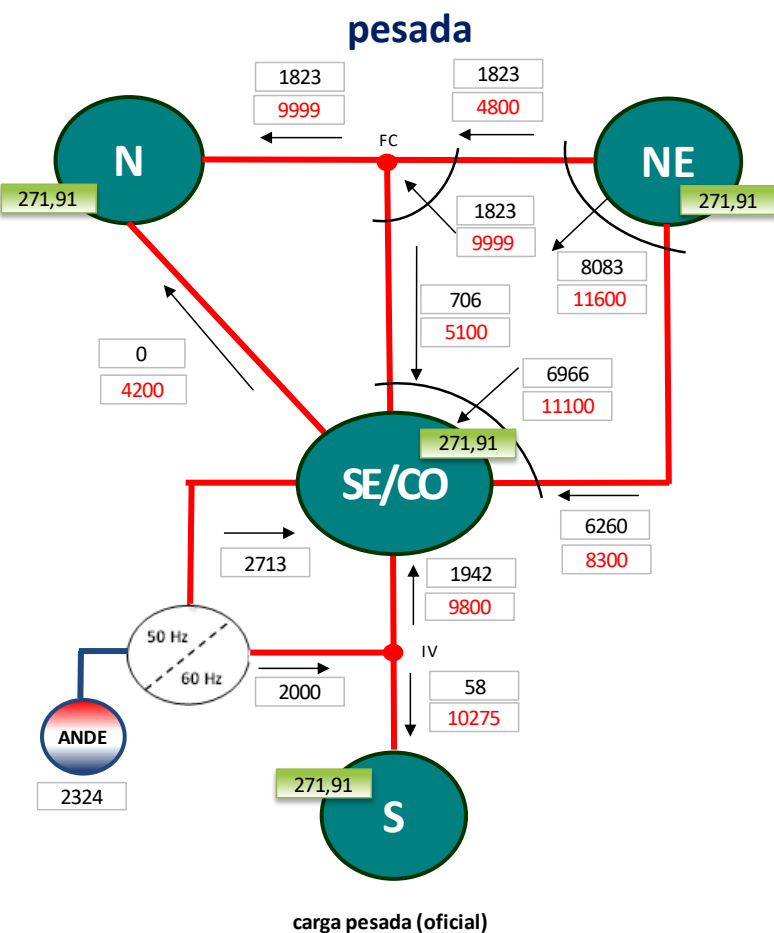 pesada
1823
9999
1823
4800
FC
N
NE
271,91
271,91
1823
9999
8083
11600
706
5100
0
4200
6966
11100
271,91
SE/CO
6260
8300
2713
1942
9800
50 Hz
60 Hz
IV
2000
58
10275
ANDE
2324
271,91
S
carga pesada (oficial)